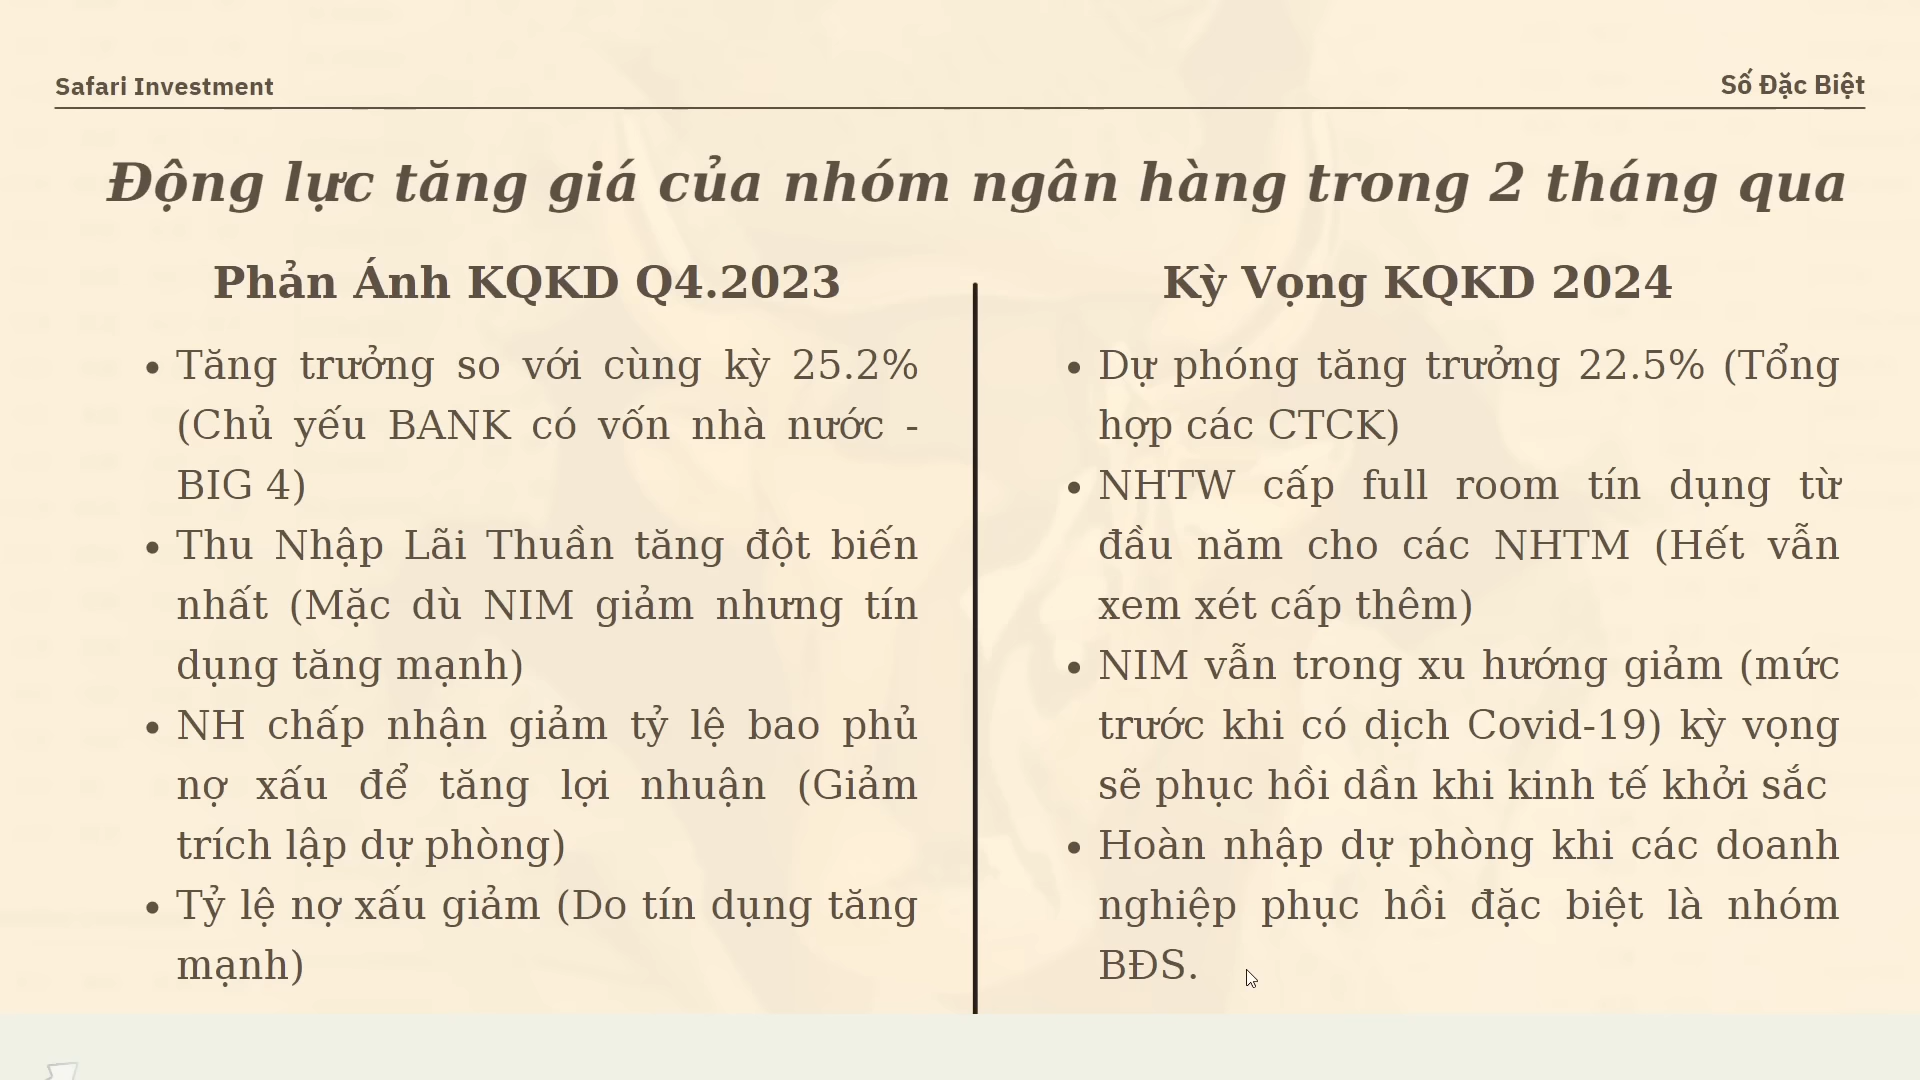 Safari Investment
Số Đặc Biệt
Động lực tăng giá của nhóm ngân hàng trong 2 tháng qua
Phản Ánh KQKD Q4.2023
• Tăng trưởng so với cùng kỳ 25.2%
(Chủ yếu BANK có vốn nhà nước -
BIG 4)
• Thu Nhập Lãi Thuần tăng đột biến
nhất (Mặc dù NIM giảm nhưng tín
dụng tăng mạnh)
• NH chấp nhận giảm tỷ lệ bao phủ
nợ xấu để tăng lợi nhuận (Giảm
trích lập dự phòng)
• Tỷ lệ nợ xấu giảm (Do tín dụng tăng
mạnh)
Kỳ Vọng KQKD 2024
• Dự phóng tăng trưởng 22.5% (Tổng
hợp các CTCK)
• NHTW cấp full room tín dụng từ
đầu năm cho các NHTM (Hết vẫn
xem xét cấp thêm)
• NIM vẫn trong xu hướng giảm (mức
trước khi có dịch Covid-19) kỳ vọng
sẽ phục hồi dần khi kinh tế khởi sắc
• Hoàn nhập dự phòng khi các doanh
nghiệp phục hồi đặc biệt là nhóm
BĐS.